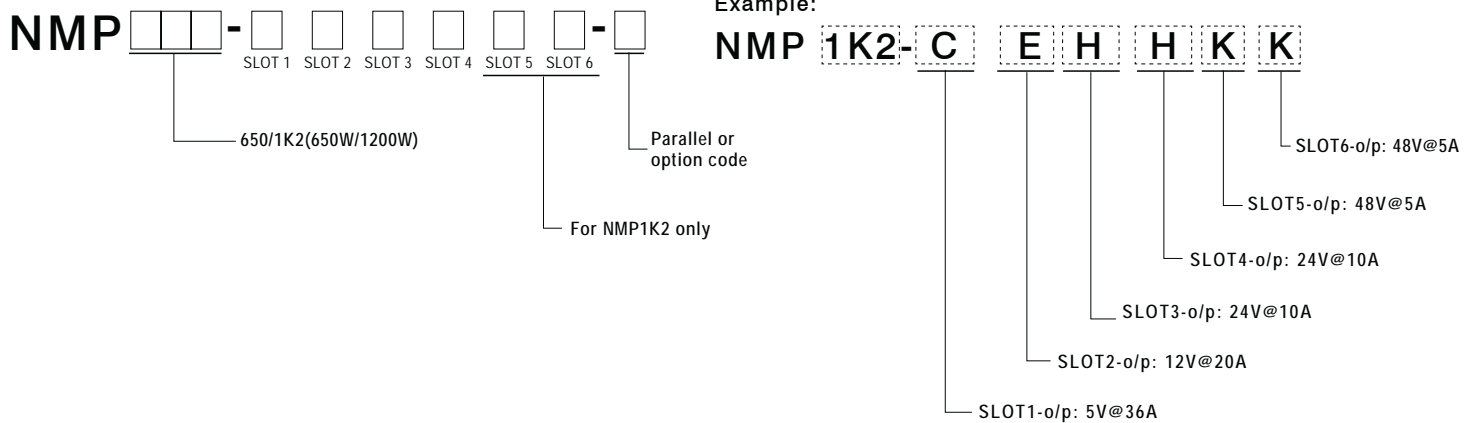 NMP - -
SLOT 1 SLOT 2 SLOT 3 SLOT 4 SLOT 5 SLOT 6
650/1K2(650W/1200W)
Parallel or
option code
For NMP1K2 only
Example:
NMP 1K2- C E H H K K
SLOT6-o/p: 48V@5A
SLOT5-o/p: 48V@5A
SLOT4-o/p: 24V@10A
SLOT3-o/p: 24V@10A
SLOT2-o/p: 12V@20A
SLOT1-o/p: 5V@36A